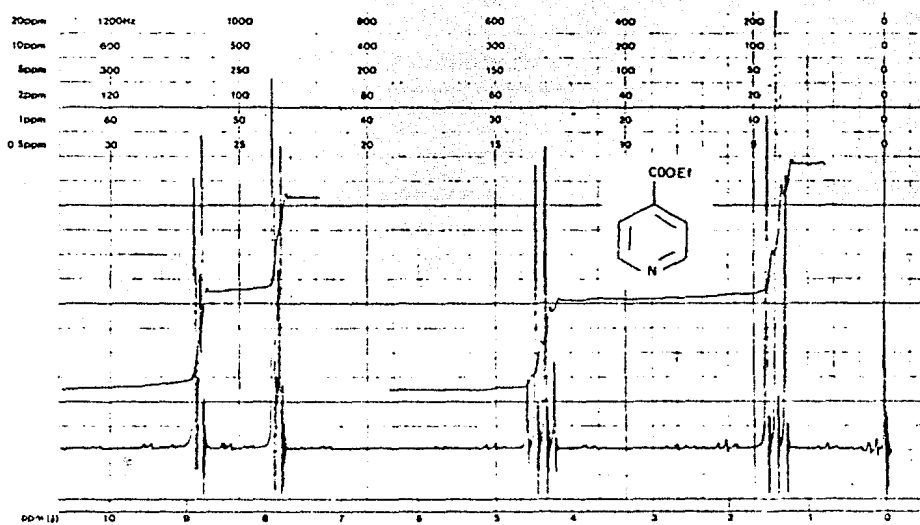 20ppm 1200Hz 1000 800 600 400 200 0
10ppm 600 500 400 300 200 100 0
5ppm 300 250 200 150 100 50 0
2ppm 120 100 80 60 40 20 0
1ppm 60 50 40 30 20 10 0
0.5ppm 30 25 20 15 10 5 0
COOEt
N
ppm (δ) 10 9 8 7 6 5 4 3 2 1 0